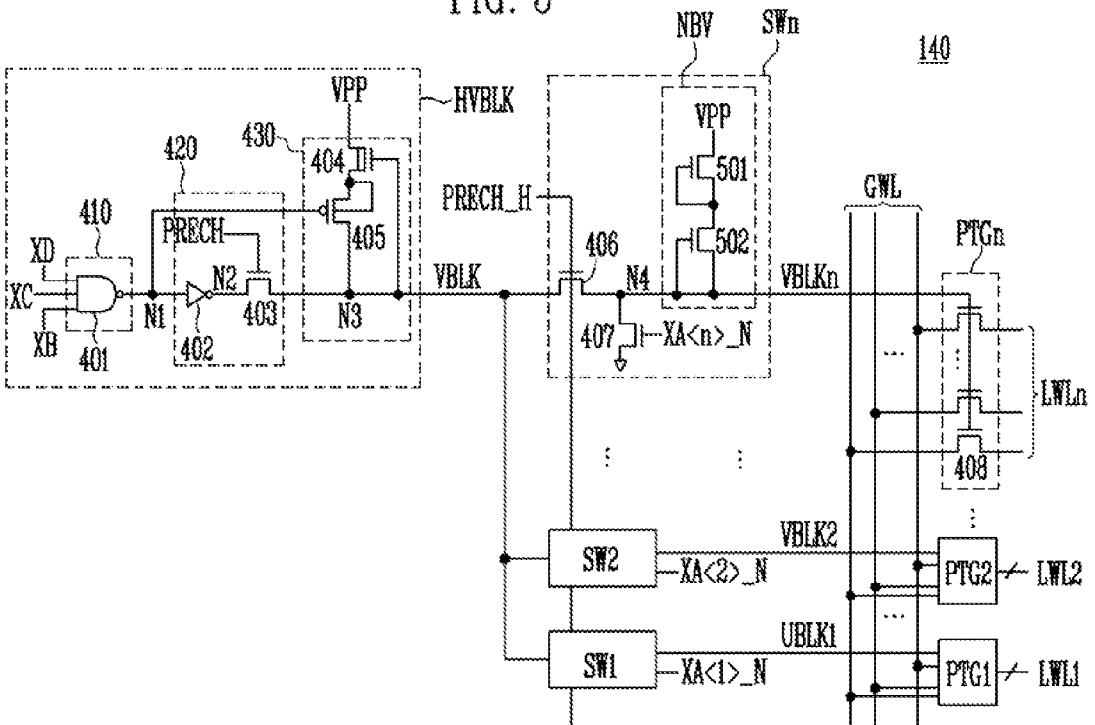 NBV
SWn
140
VPP
HVBLK
VPP
430
404
501
420
GWL
PRECH_H
PTGn
410
PRECH
405
502
XD
406
VBLK
N4
VBLKn
XC
N2
N1
403
N3
XB
402
407
XA<n>_N
401
LWLn
408
VBLK2
SW2
XA<2>_N
PTG2
LWL2
UBLK1
SW1
XA<1>_N
PTG1
LWL1